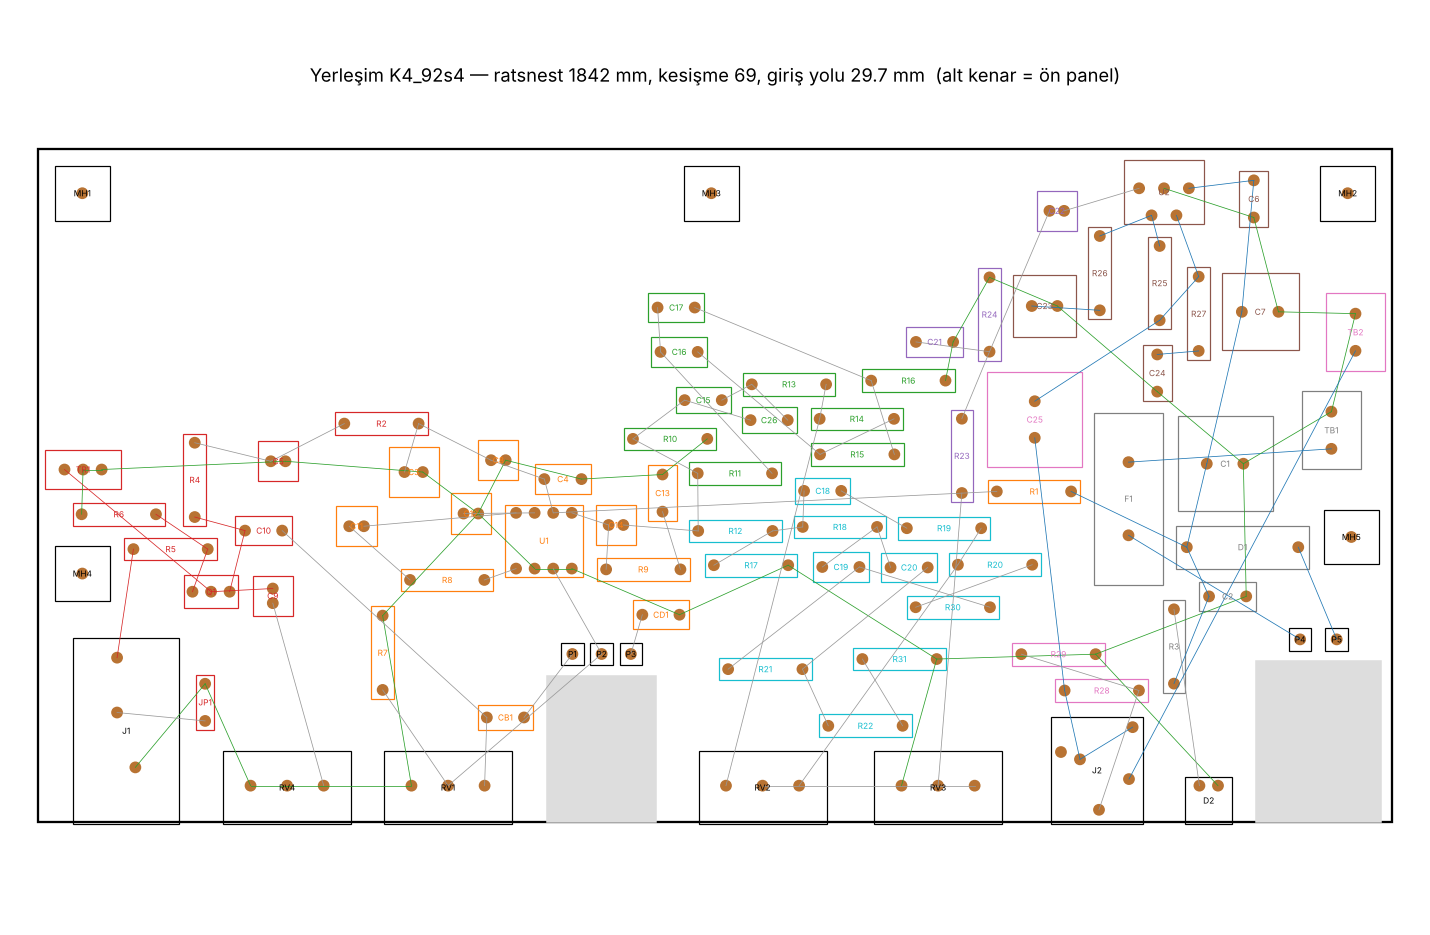 Yerleşim K4_92s4 — ratsnest 1842 mm, kesişme 69, giriş yolu 29.7 mm  (alt kenar = ön panel)
MH1
MH3
MH2
C6
R26
R25
R24
R27
C7
C17
TB2
C21
C16
C24
R13
R16
C15
C26
R14
C25
R2
TB1
R10
R15
R23
C1
R11
R4
C4
C13
C18
R1
F1
R6
R12
R18
R19
C10
U1
MH5
R5
D1
R17
C19
C20
R20
R9
MH4
R8
C2
R30
CD1
R3
R7
P1
P2
P3
P4
P5
R31
R29
R21
R28
JP1
CB1
R22
J1
J2
RV4
RV1
RV2
RV3
D2